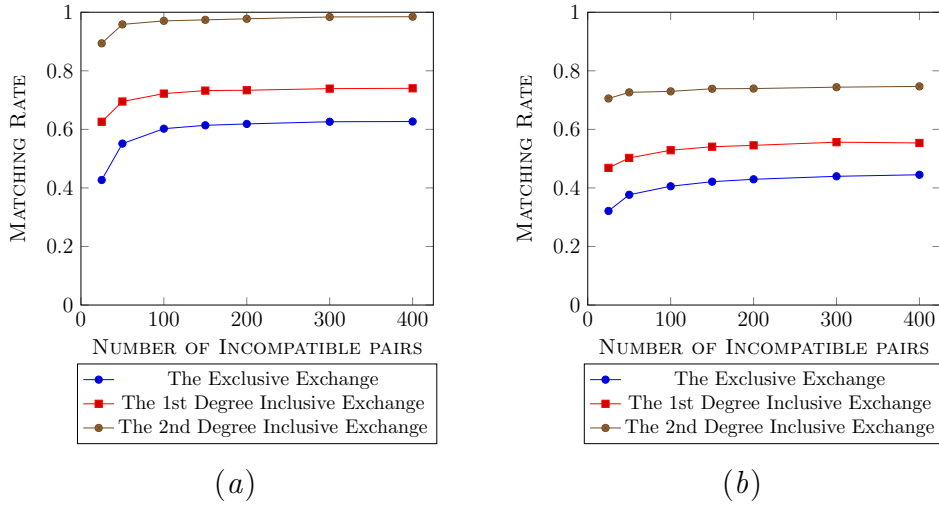 1
0.8
0.6
0.4
0.2
0
0 100 200 300 400
MATCHING RATE
NUMBER OF INCOMPATIBLE PAIRS
The Exclusive Exchange
The 1st Degree Inclusive Exchange
The 2nd Degree Inclusive Exchange
(a)
1
0.8
0.6
0.4
0.2
0
0 100 200 300 400
MATCHING RATE
NUMBER OF INCOMPATIBLE PAIRS
The Exclusive Exchange
The 1st Degree Inclusive Exchange
The 2nd Degree Inclusive Exchange
(b)